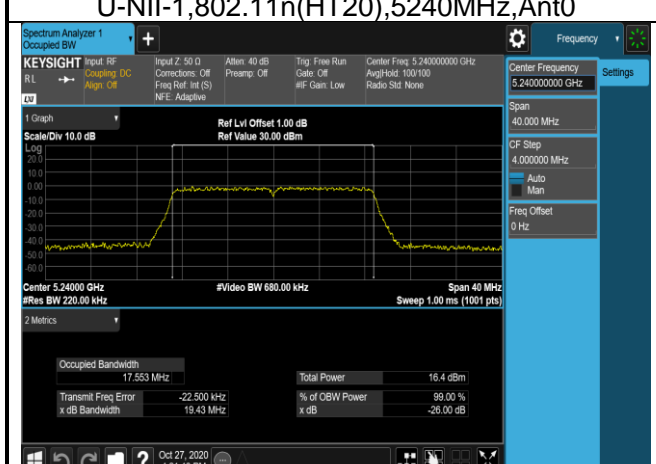 U-NII-1,802.11n(HT20),5240MHz,Ant0
Spectrum Analyzer 1
Occupied BW
Frequency
KEYSIGHT
RL
LXI
Input: RF
Coupling: DC
Align: Off
Input Z: 50 Ω
Corrections: Off
Freq Ref: Int (S)
NFE: Adaptive
Atten: 40 dB
Preamp: Off
Trig: Free Run
Gate: Off
#IF Gain: Low
Center Freq: 5.240000000 GHz
Avg|Hold: 100/100
Radio Std: None
Center Frequency
5.240000000 GHz
Settings
Span
40.000 MHz
CF Step
4.000000 MHz
Auto
Man
Freq Offset
0 Hz
1 Graph
Scale/Div 10.0 dB
Ref Lvl Offset 1.00 dB
Ref Value 30.00 dBm
Log
20.0
10.0
0.00
-10.0
-20.0
-30.0
-40.0
-50.0
-60.0
Center 5.24000 GHz
#Video BW 680.00 kHz
Span 40 MHz
#Res BW 220.00 kHz
Sweep 1.00 ms (1001 pts)
2 Metrics
Occupied Bandwidth
17.553 MHz
Total Power 16.4 dBm
Transmit Freq Error -22.500 kHz
% of OBW Power 99.00 %
x dB Bandwidth 19.43 MHz
x dB -26.00 dB
?
Oct 27, 2020